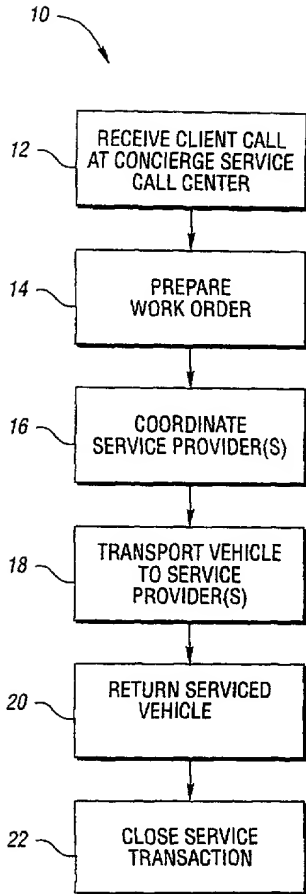 10
12
RECEIVE CLIENT CALL
AT CONCIERGE SERVICE
CALL CENTER
14
PREPARE
WORK ORDER
16
COORDINATE
SERVICE PROVIDER(S)
18
TRANSPORT VEHICLE
TO SERVICE
PROVIDER(S)
20
RETURN SERVICED
VEHICLE
22
CLOSE SERVICE
TRANSACTION